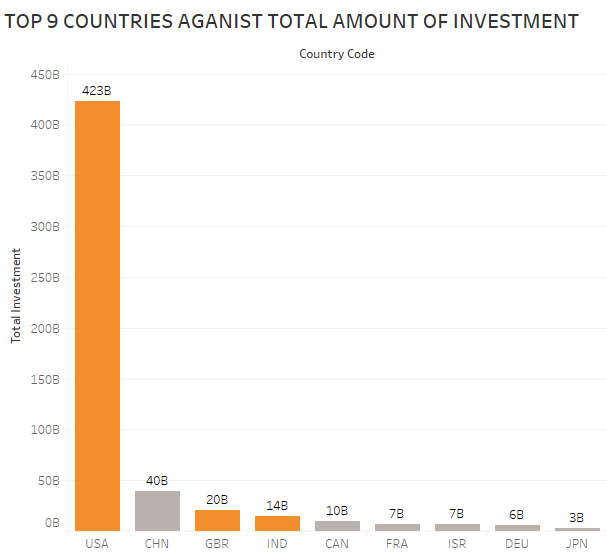 TOP 9 COUNTRIES AGANIST TOTAL AMOUNT OF INVESTMENT
Country Code
Total Investment
450B
400B
350B
300B
250B
200B
150B
100B
50B
0B
423B
40B
20B
14B
10B
7B
7B
6B
3B
USA CHN GBR IND CAN FRA ISR DEU JPN